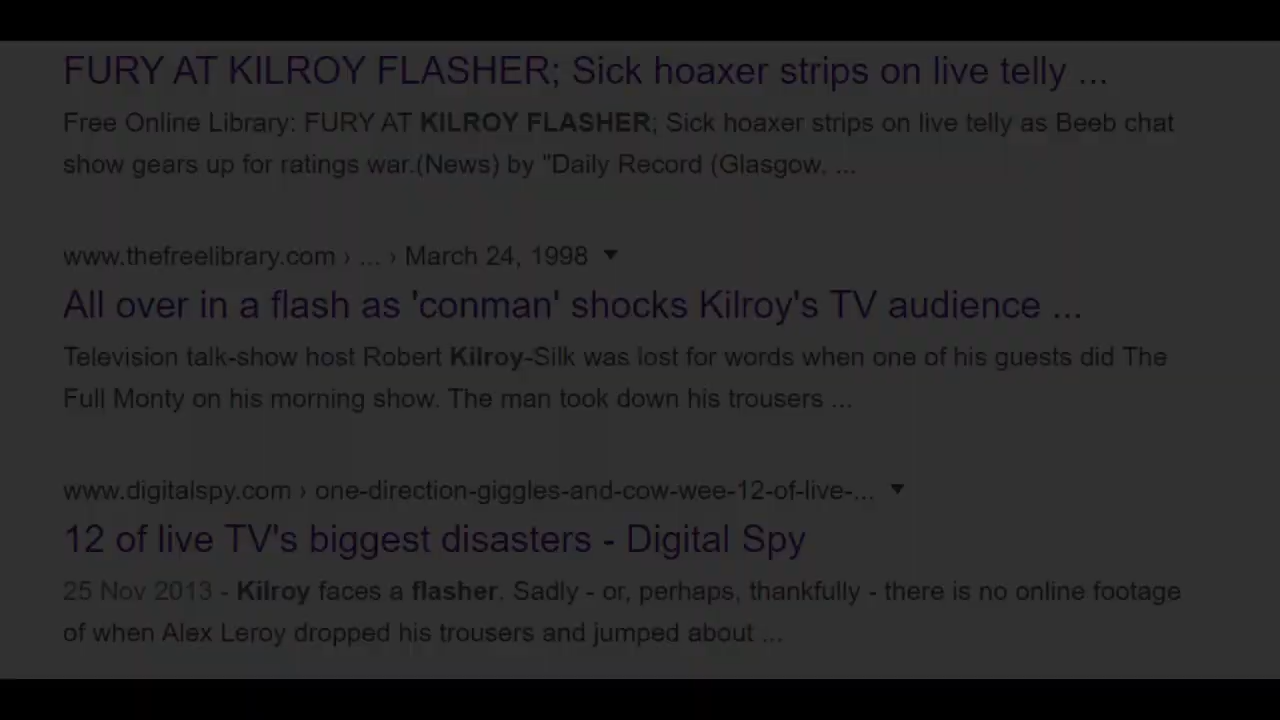 FURY AT KILROY FLASHER; Sick hoaxer strips on live telly ...
Free Online Library: FURY AT KILROY FLASHER; Sick hoaxer strips on live telly as Beeb chat
show gears up for ratings war.(News) by "Daily Record (Glasgow, ...
www.thefreelibrary.com › ... › March 24, 1998
All over in a flash as 'conman' shocks Kilroy's TV audience ...
Television talk-show host Robert Kilroy-Silk was lost for words when one of his guests did The
Full Monty on his morning show. The man took down his trousers ...
www.digitalspy.com › one-direction-giggles-and-cow-wee-12-of-live-...
12 of live TV's biggest disasters - Digital Spy
25 Nov 2013 - Kilroy faces a flasher. Sadly - or, perhaps, thankfully - there is no online footage
of when Alex Leroy dropped his trousers and jumped about ...